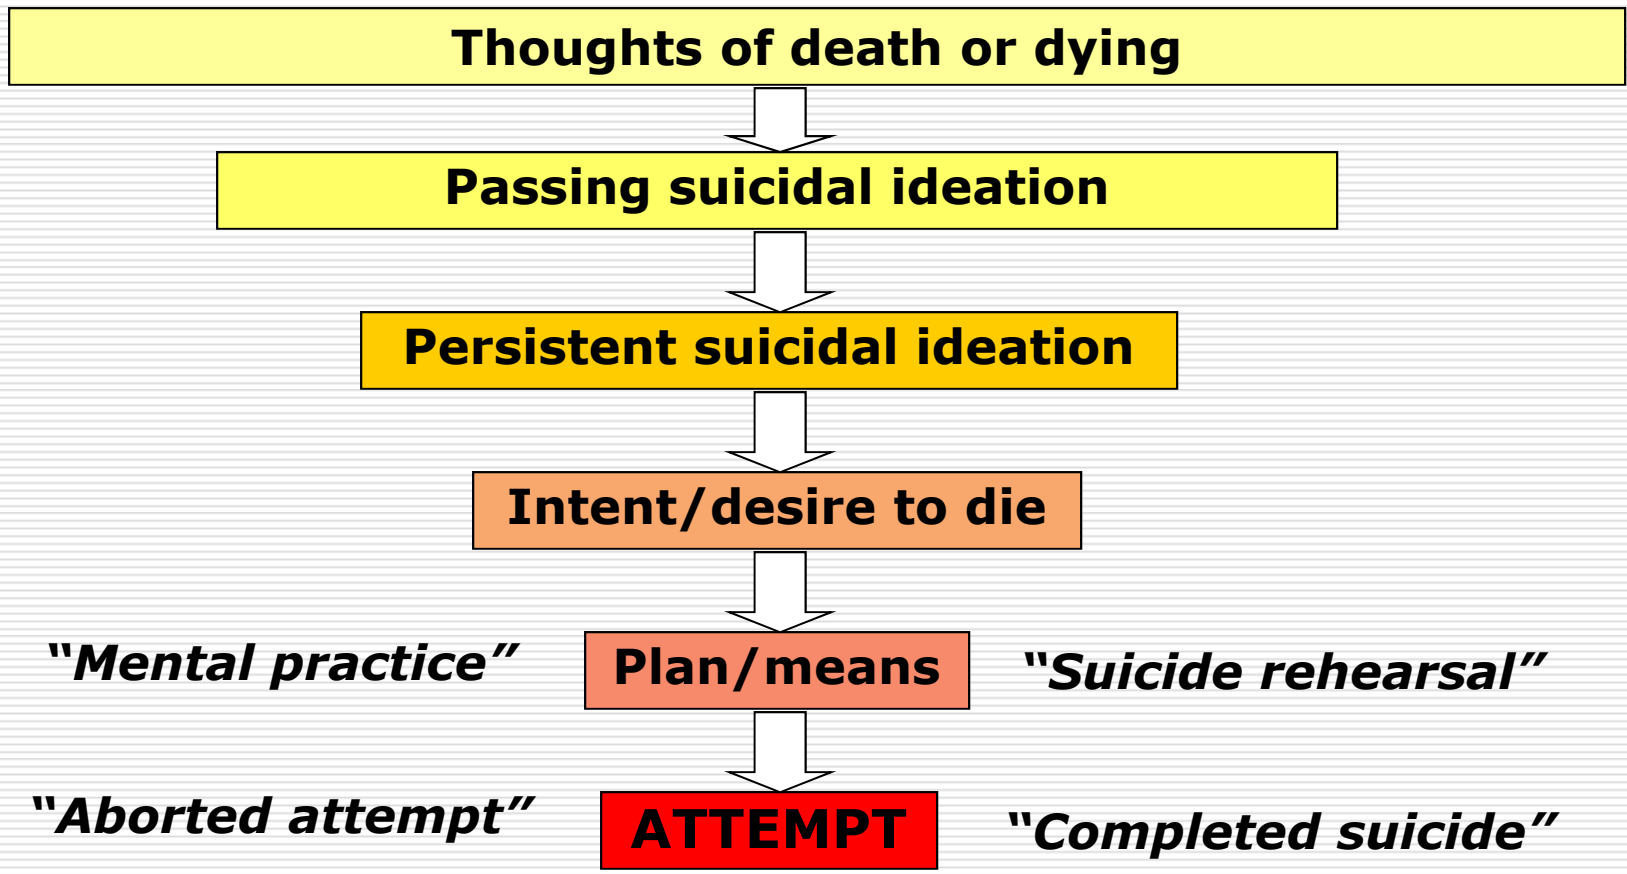 Thoughts of death or dying
Passing suicidal ideation
Persistent suicidal ideation
Intent/desire to die
“Mental practice”
Plan/means
“Suicide rehearsal”
“Aborted attempt”
ATTEMPT
“Completed suicide”